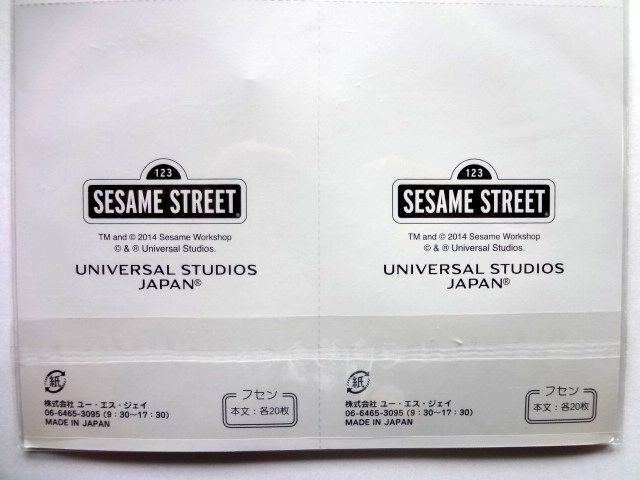 123
SESAME STREET®
TM and © 2014 Sesame Workshop
© & ® Universal Studios.
UNIVERSAL STUDIOS
JAPAN®
紙
株式会社 ユー・エス・ジェイ
06-6465-3095 (9:30~17:30)
MADE IN JAPAN
フセン
本文:各20枚
123
SESAME STREET®
TM and © 2014 Sesame Workshop
© & ® Universal Studios.
UNIVERSAL STUDIOS
JAPAN®
紙
株式会社 ユー・エス・ジェイ
06-6465-3095 (9:30~17:30)
MADE IN JAPAN
フセン
本文:各20枚